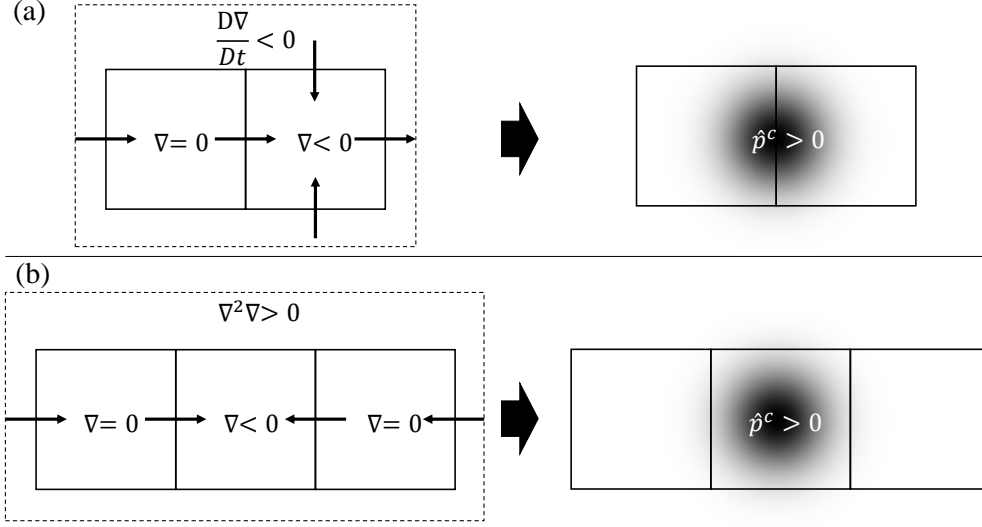 (a)
D∇/Dt < 0
∇= 0 ∇< 0
p̂ᶜ > 0
(b)
∇²∇> 0
∇= 0 ∇< 0 ∇= 0
p̂ᶜ > 0